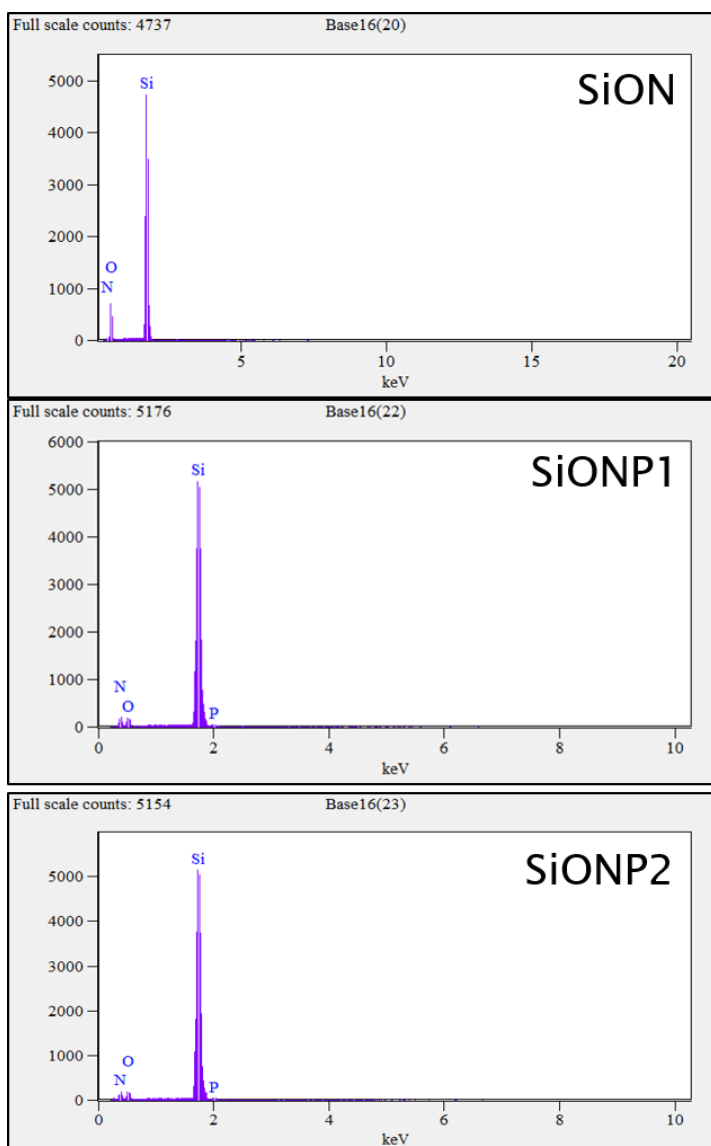 Full scale counts: 4737 Base16(20)
SiON
5000
Si
4000
3000
2000
O
1000
N
0
5 10 15 20
keV
Full scale counts: 5176 Base16(22)
6000
SiONP1
Si
5000
4000
3000
2000
1000
N
O
P
0
0 2 4 6 8 10
keV
Full scale counts: 5154 Base16(23)
SiONP2
Si
5000
4000
3000
2000
1000
O
N
P
0
0 2 4 6 8 10
keV